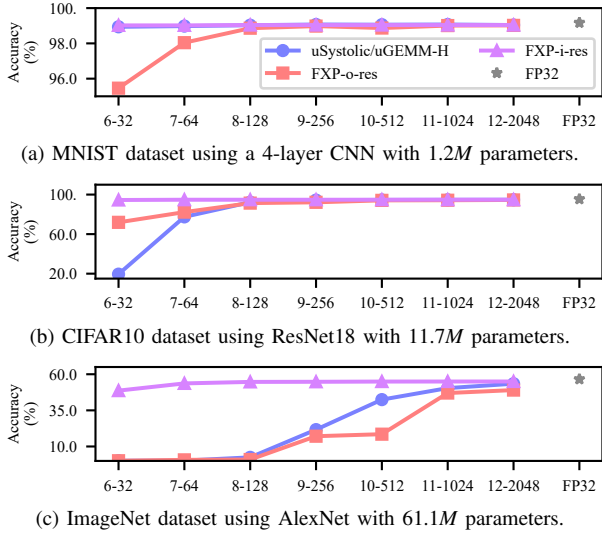 Accuracy
(%)
100.0
98.0
96.0
uSystolic/uGEMM-H
FXP-i-res
FXP-o-res
FP32
6-32 7-64 8-128 9-256 10-512 11-1024 12-2048 FP32
(a) MNIST dataset using a 4-layer CNN with 1.2M parameters.
Accuracy
(%)
100.
60.0
20.0
6-32 7-64 8-128 9-256 10-512 11-1024 12-2048 FP32
(b) CIFAR10 dataset using ResNet18 with 11.7M parameters.
Accuracy
(%)
60.0
35.0
10.0
6-32 7-64 8-128 9-256 10-512 11-1024 12-2048 FP32
(c) ImageNet dataset using AlexNet with 61.1M parameters.